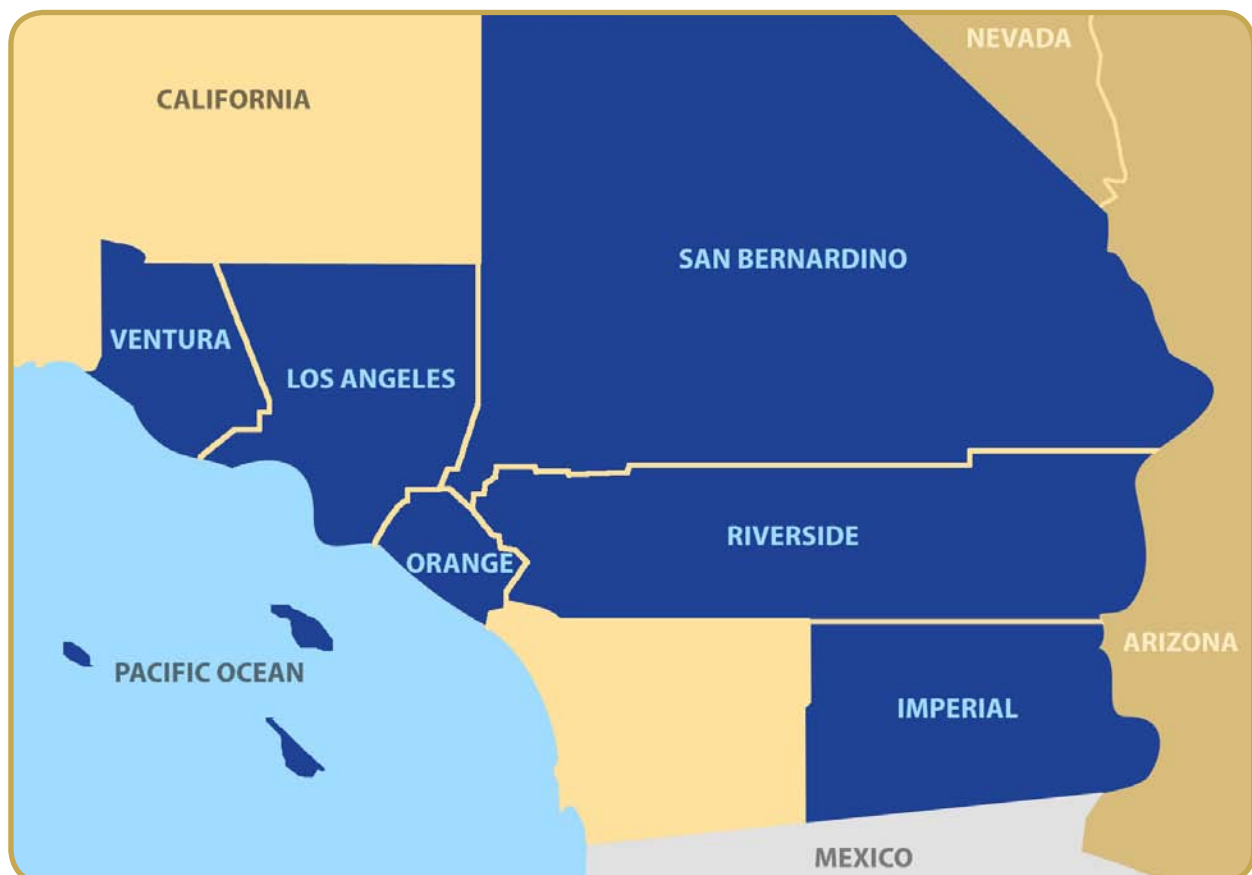 NEVADA
CALIFORNIA
SAN BERNARDINO
VENTURA
LOS ANGELES
RIVERSIDE
ORANGE
ARIZONA
PACIFIC OCEAN
IMPERIAL
MEXICO